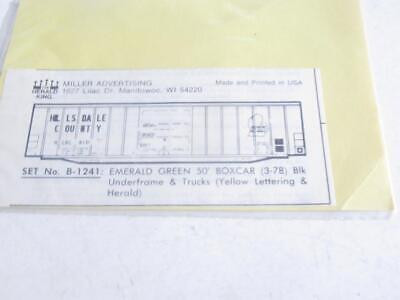 HERALD
KING
MILLER ADVERTISING
1627 Lilac Dr. Manitowoc, WI 54220
Made and Printed in USA
HILLSDALE
COUNTY
SET No. B-1241: EMERALD GREEN 50' BOXCAR (3-78) Blk
Underframe & Trucks (Yellow Lettering &
Herald)